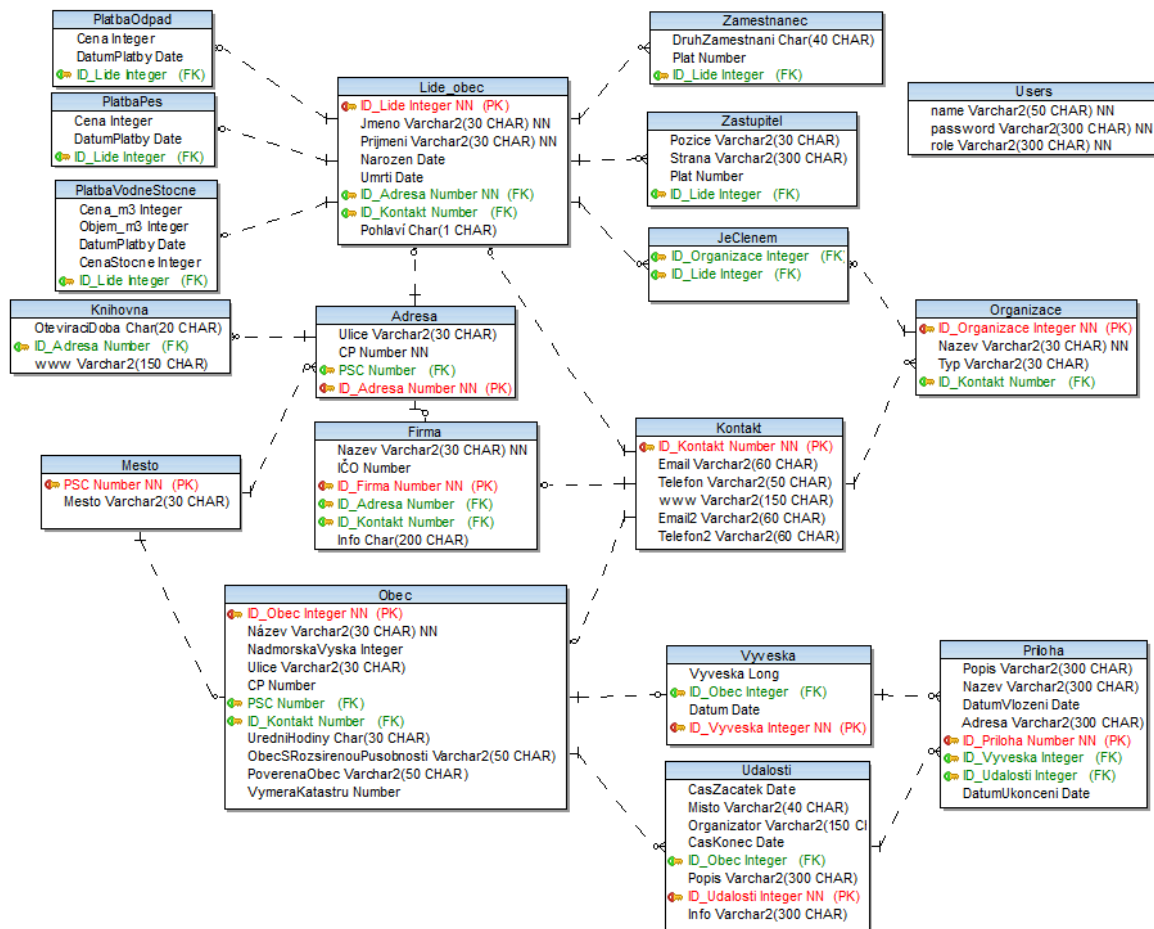 PlatbaOdpad
Cena Integer
DatumPlatby Date
ID_Lide Integer (FK)
PlatbaPes
Cena Integer
DatumPlatby Date
ID_Lide Integer (FK)
PlatbaVodneStocne
Cena_m3 Integer
Objem_m3 Integer
DatumPlatby Date
CenaStocne Integer
ID_Lide Integer (FK)
Lide_obec
ID_Lide Integer NN (PK)
Jmeno Varchar2(30 CHAR) NN
Prijmeni Varchar2(30 CHAR) NN
Narozen Date
Umrti Date
ID_Adresa Number NN (FK)
ID_Kontakt Number (FK)
Pohlaví Char(1 CHAR)
Zamestnanec
DruhZamestnani Char(40 CHAR)
Plat Number
ID_Lide Integer (FK)
Zastupitel
Pozice Varchar2(30 CHAR)
Strana Varchar2(300 CHAR)
Plat Number
ID_Lide Integer (FK)
JeClenem
ID_Organizace Integer (FK
ID_Lide Integer (FK)
Users
name Varchar2(50 CHAR) NN
password Varchar2(300 CHAR) NN
role Varchar2(300 CHAR) NN
Knihovna
OteviraciDoba Char(20 CHAR)
ID_Adresa Number (FK)
www Varchar2(150 CHAR)
Adresa
Ulice Varchar2(30 CHAR)
CP Number NN
PSC Number (FK)
ID_Adresa Number NN (PK)
Organizace
ID_Organizace Integer NN (PK)
Nazev Varchar2(30 CHAR) NN
Typ Varchar2(30 CHAR)
ID_Kontakt Number (FK)
Firma
Nazev Varchar2(30 CHAR) NN
IČO Number
ID_Firma Number NN (PK)
ID_Adresa Number (FK)
ID_Kontakt Number (FK)
Info Char(200 CHAR)
Kontakt
ID_Kontakt Number NN (PK)
Email Varchar2(60 CHAR)
Telefon Varchar2(50 CHAR)
www Varchar2(150 CHAR)
Email2 Varchar2(60 CHAR)
Telefon2 Varchar2(60 CHAR)
Mesto
PSC Number NN (PK)
Mesto Varchar2(30 CHAR)
Obec
ID_Obec Integer NN (PK)
Název Varchar2(30 CHAR) NN
NadmorskaVyska Integer
Ulice Varchar2(30 CHAR)
CP Number
PSC Number (FK)
ID_Kontakt Number (FK)
UredniHodiny Char(30 CHAR)
ObecSRozsirenouPusobnosti Varchar2(50 CHAR)
PoverenaObec Varchar2(50 CHAR)
VymeraKatastru Number
Vyveska
Vyveska Long
ID_Obec Integer (FK)
Datum Date
ID_Vyveska Integer NN (PK)
Priloha
Popis Varchar2(300 CHAR)
Nazev Varchar2(300 CHAR)
DatumVlozeni Date
Adresa Varchar2(300 CHAR)
ID_Priloha Number NN (PK)
ID_Vyveska Integer (FK)
ID_Udalosti Integer (FK)
DatumUkonceni Date
Udalosti
CasZacatek Date
Misto Varchar2(40 CHAR)
Organizator Varchar2(150 Cl
CasKonec Date
ID_Obec Integer (FK)
Popis Varchar2(300 CHAR)
ID_Udalosti Integer NN (PK)
Info Varchar2(300 CHAR)